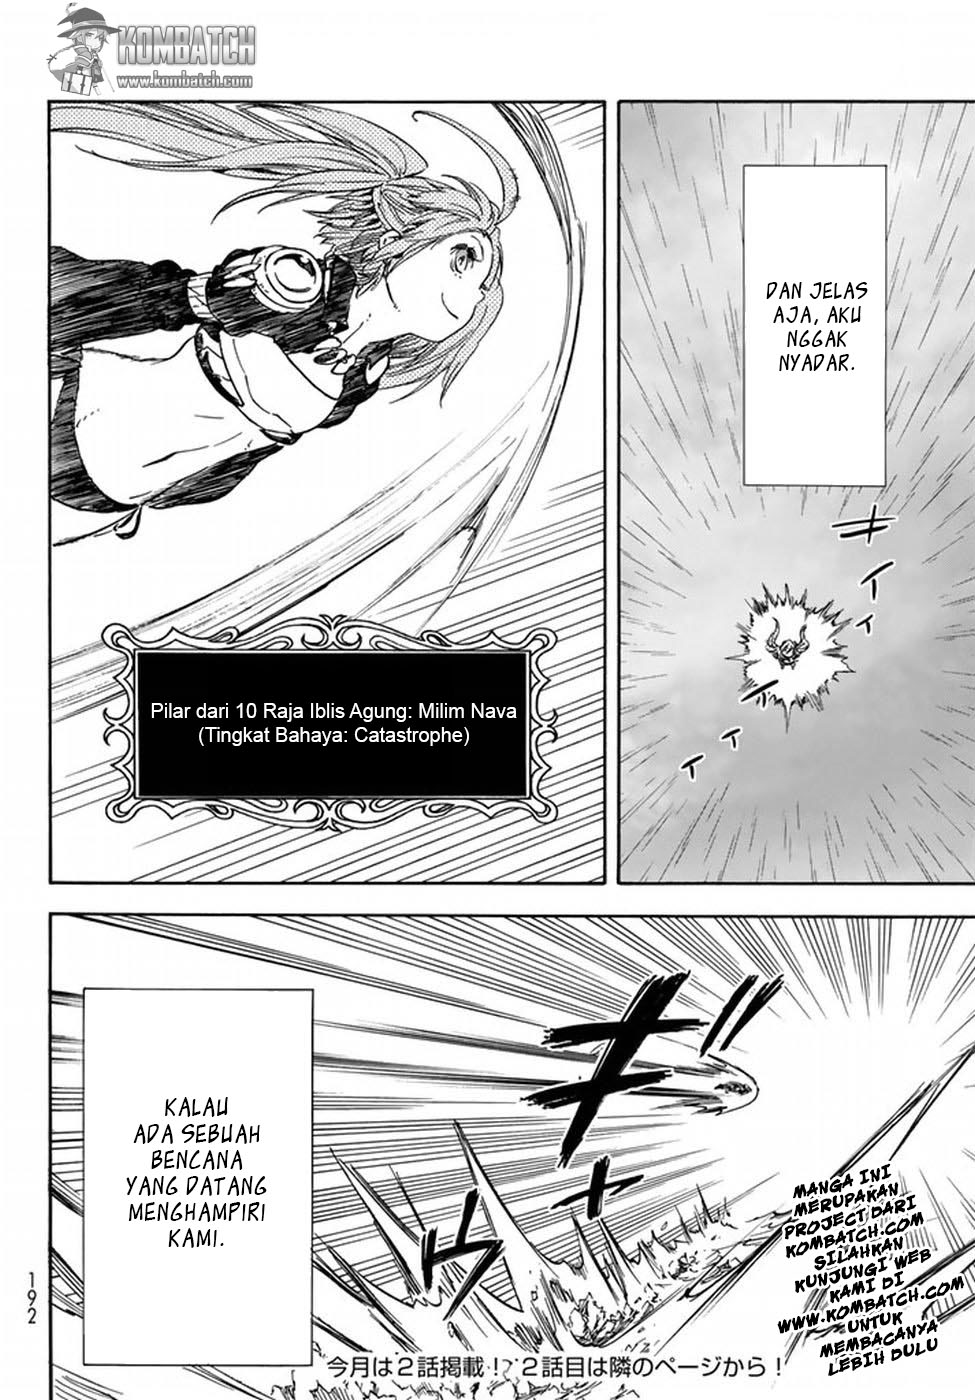 KOMBATCH
www.kombatch.com
DAN JELAS
AJA, AKU
NGGAK
NYADAR.
キイイイィィィ
Pilar dari 10 Raja Iblis Agung: Milim Nava
(Tingkat Bahaya: Catastrophe)
KALAU
ADA SEBUAH
BENCANA
YANG DATANG
MENGHAMPIRI
KAMI.
MANGA INI
MERUPAKAN
PROJECT DARI
KOMBATCH.COM
SILAHKAN
KUNJUNGI WEB
KAMI DI
WWW.KOMBATCH.COM
UNTUK
MEMBACANYA
LEBIH DULU
192
今月は２話掲載！ ２話目は隣のページから！